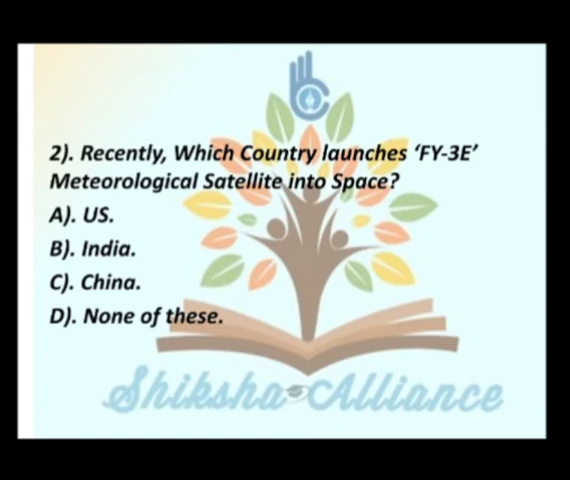 2). Recently, Which Country launches ‘FY-3E’
Meteorological Satellite into Space?
A). US.
B). India.
C). China.
D). None of these.
Shiksha Alliance